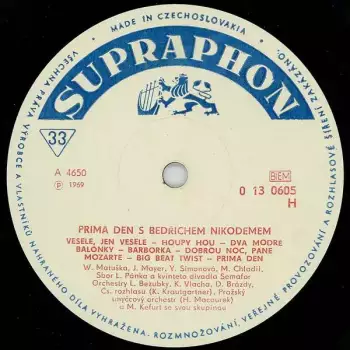 MADE IN CZECHOSLOVAKIA
VŠECHNA PRÁVA VÝROBCE A VLASTNÍKŮ NAHRANÉHO DÍLA VYHRAŽENA. ROZMNOŽOVÁNÍ, VEŘEJNÉ PROVOZOVÁNÍ A ROZHLASOVÉ ŠÍŘENÍ ZAKÁZÁNO.
SUPRAPHON
33
A 4650
Ⓟ 1969
BIEM
0 13 0605
H
PRIMA DEN S BEDŘICHEM NIKODEMEM
VESELE, JEN VESELE – HOUPY HOU – DVA MODRÉ
BALÓNKY – BARBORKA – DOBROU NOC, PANE
MOZARTE – BIG BEAT TWIST – PRIMA DEN
W. Matuška, J. Mayer, Y. Simonová, M. Chladil,
Sbor L. Pánka a kvinteto divadla Semafor
Orchestry L. Bezubky, K. Vlacha, D. Brázdy,
Čs. rozhlasu (K. Krautgartner), Pražský
smyčcový orchestr (H. Macourek)
a M. Kefurt se svou skupinou